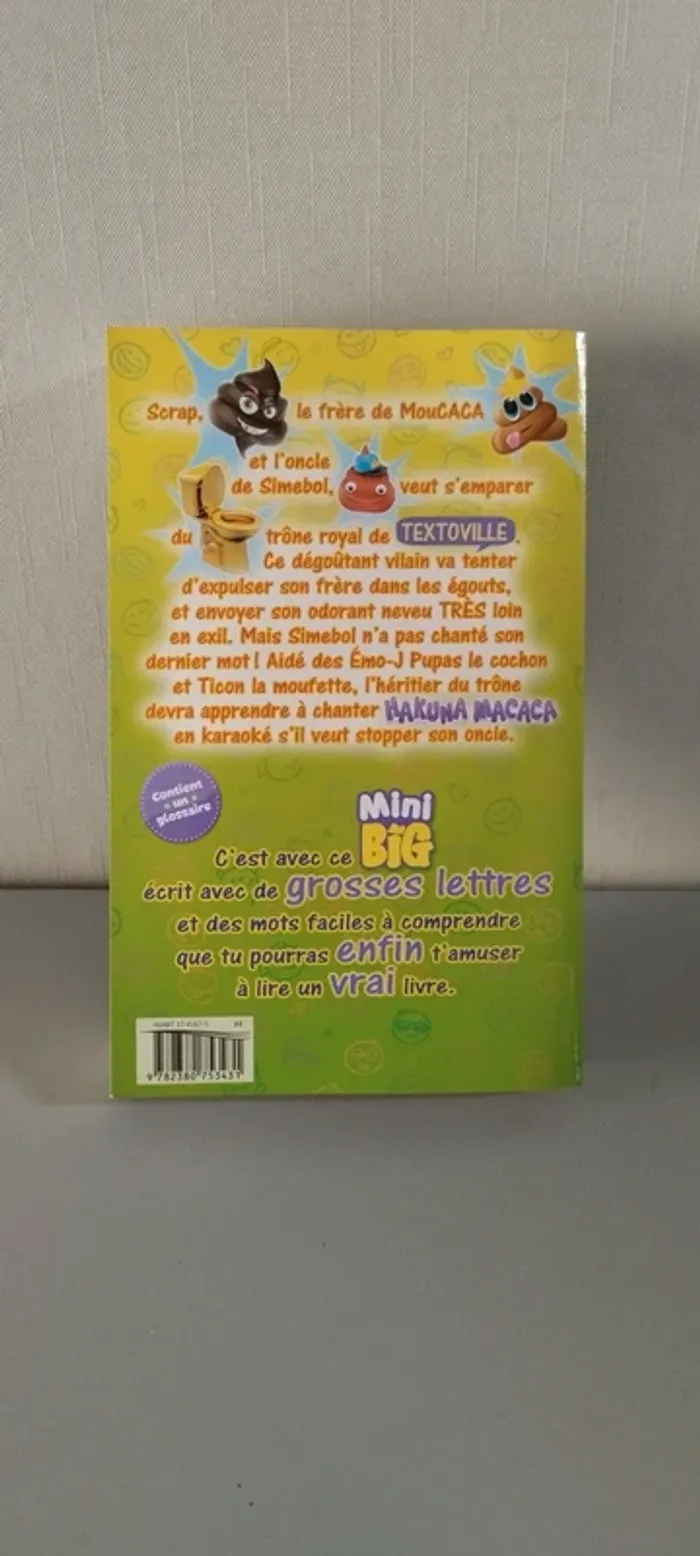 Scrap, le frère de MouCACA
et l'oncle
de Simebol, veut s'emparer
du trône royal de TEXTOVILLE.
Ce dégoûtant vilain va tenter
d'expulser son frère dans les égouts,
et envoyer son odorant neveu TRÈS loin
en exil. Mais Simebol n'a pas chanté son
dernier mot! Aidé des Émo-J Pupas le cochon
et Ticon la moufette, l'héritier du trône
devra apprendre à chanter HAKUNA MACACA
en karaoké s'il veut stopper son oncle.
Contient
un
glossaire
Mini
C'est avec ce BIG
écrit avec de grosses lettres
et des mots faciles à comprendre
que tu pourras enfin t'amuser
à lire un vrai livre.
9 782380 753431